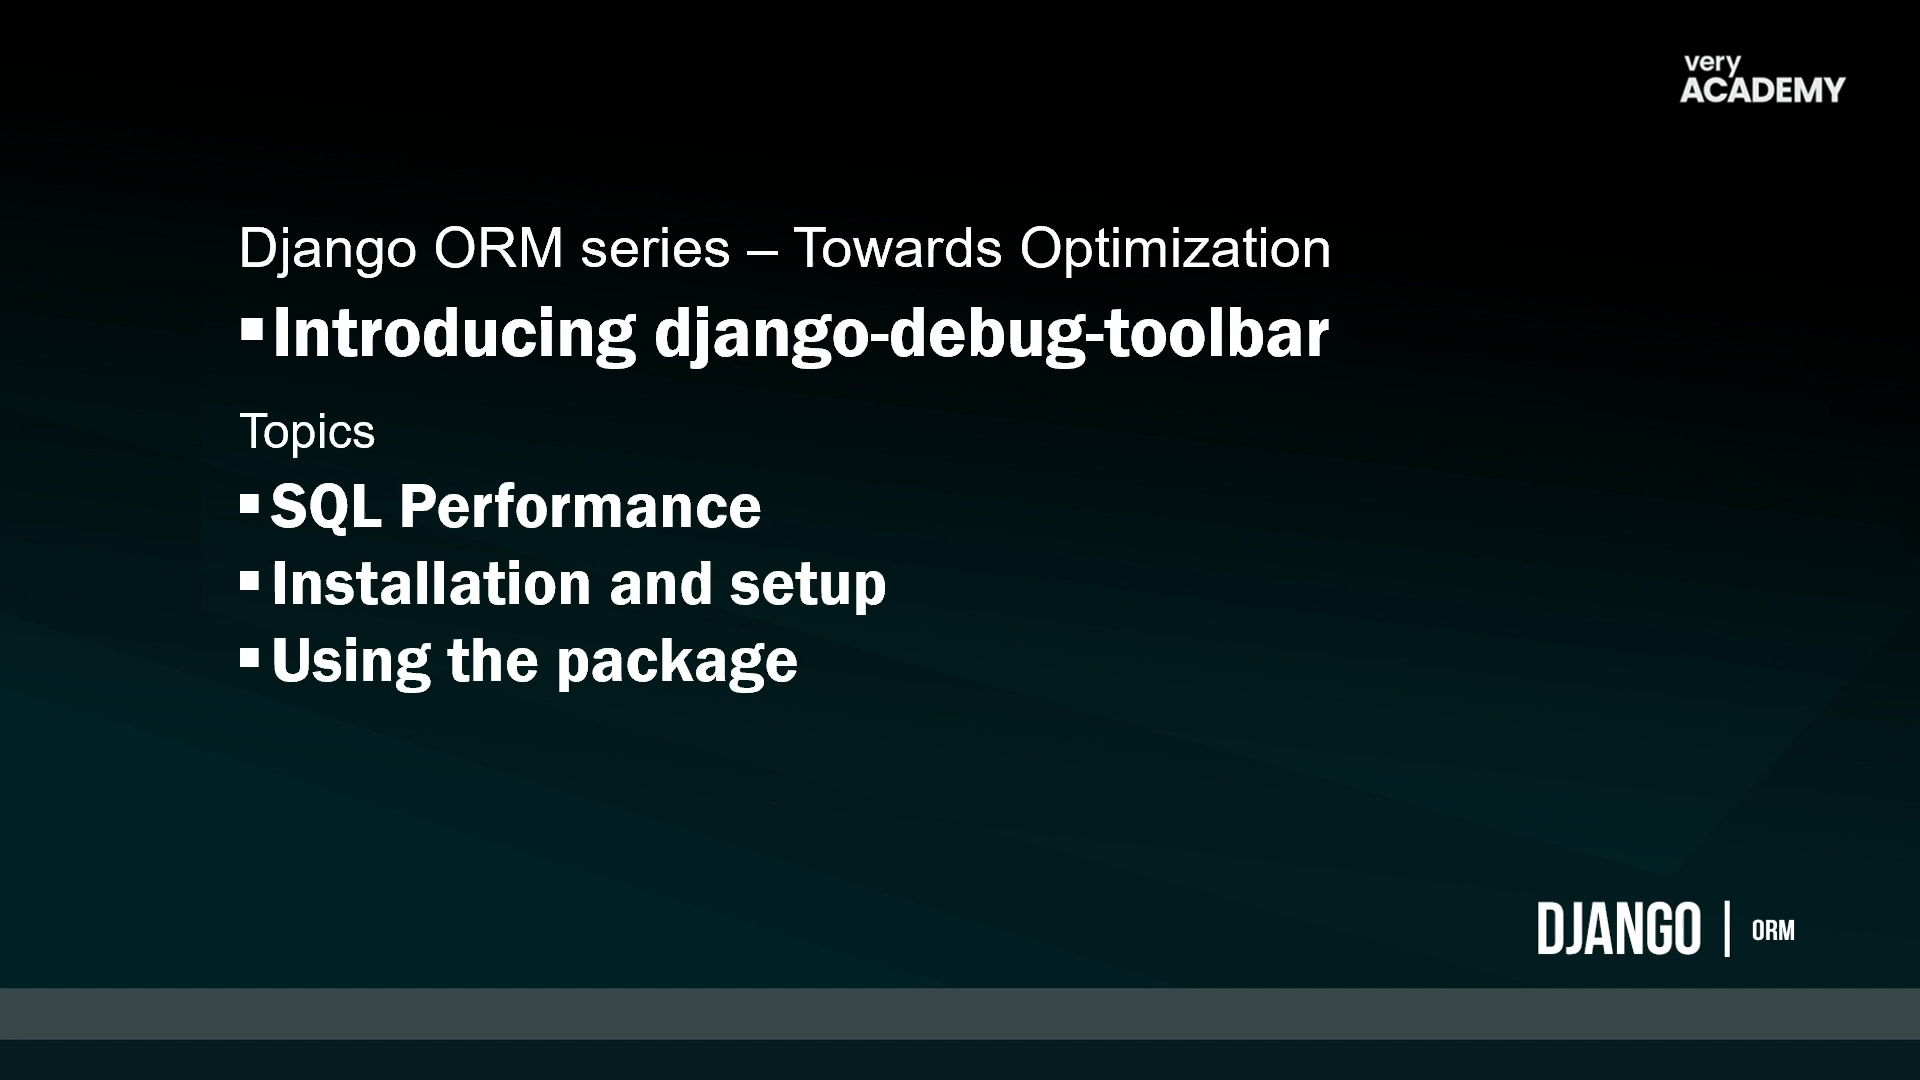 very
ACADEMY
Django ORM series – Towards Optimization
▪Introducing django-debug-toolbar
Topics
▪SQL Performance
▪Installation and setup
▪Using the package
DJANGO | ORM